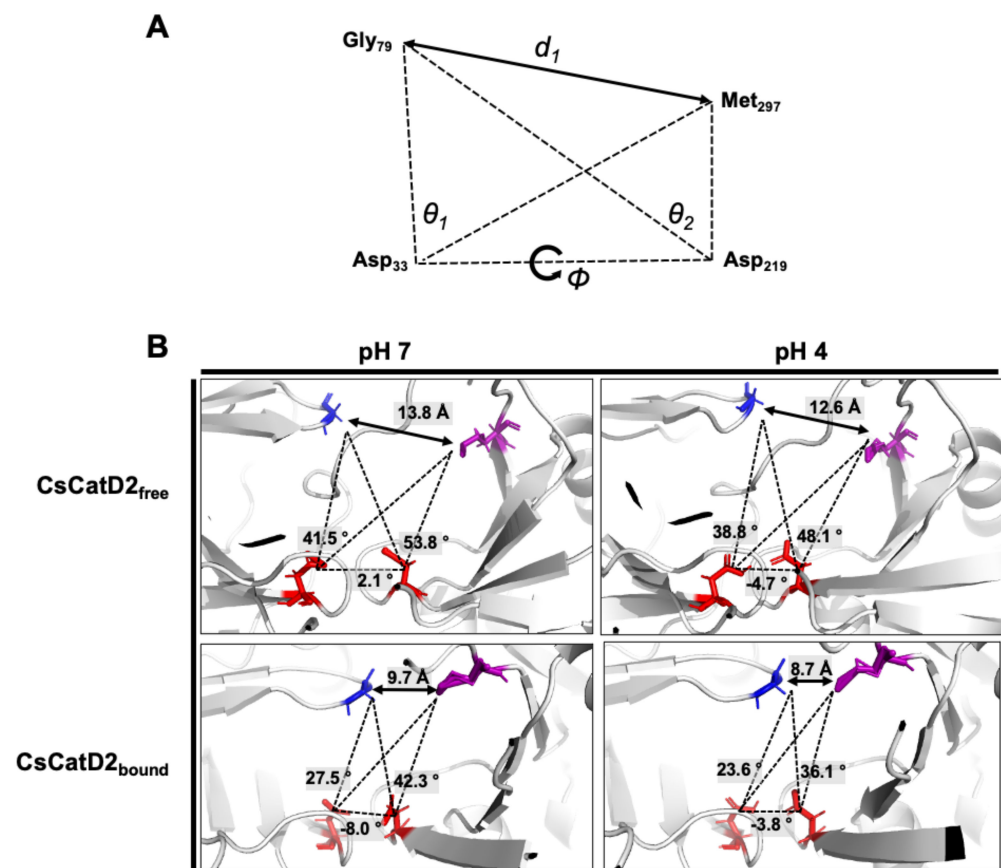 A
Gly79
d1
Met297
θ1
θ2
Asp33
Asp219
Φ
B
pH 7
pH 4
CsCatD2free
13.8 Å
41.5 °
53.8 °
2.1 °
12.6 Å
38.8 °
48.1 °
-4.7 °
CsCatD2bound
9.7 Å
27.5 °
42.3 °
-8.0 °
8.7 Å
23.6 °
36.1 °
-3.8 °